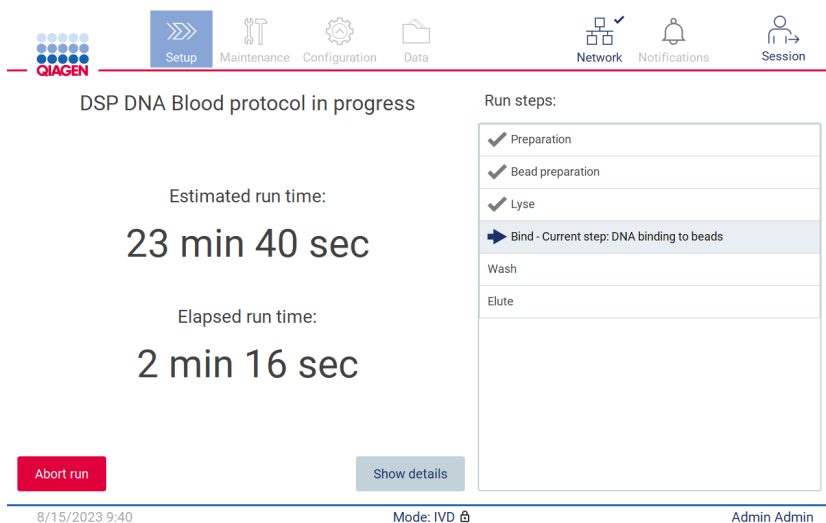 QIAGEN
Setup
Maintenance
Configuration
Data
Network
Notifications
Session
DSP DNA Blood protocol in progress
Estimated run time:
23 min 40 sec
Elapsed run time:
2 min 16 sec
Abort run
Show details
Run steps:
Preparation
Bead preparation
Lyse
Bind - Current step: DNA binding to beads
Wash
Elute
8/15/2023 9:40
Mode: IVD
Admin Admin